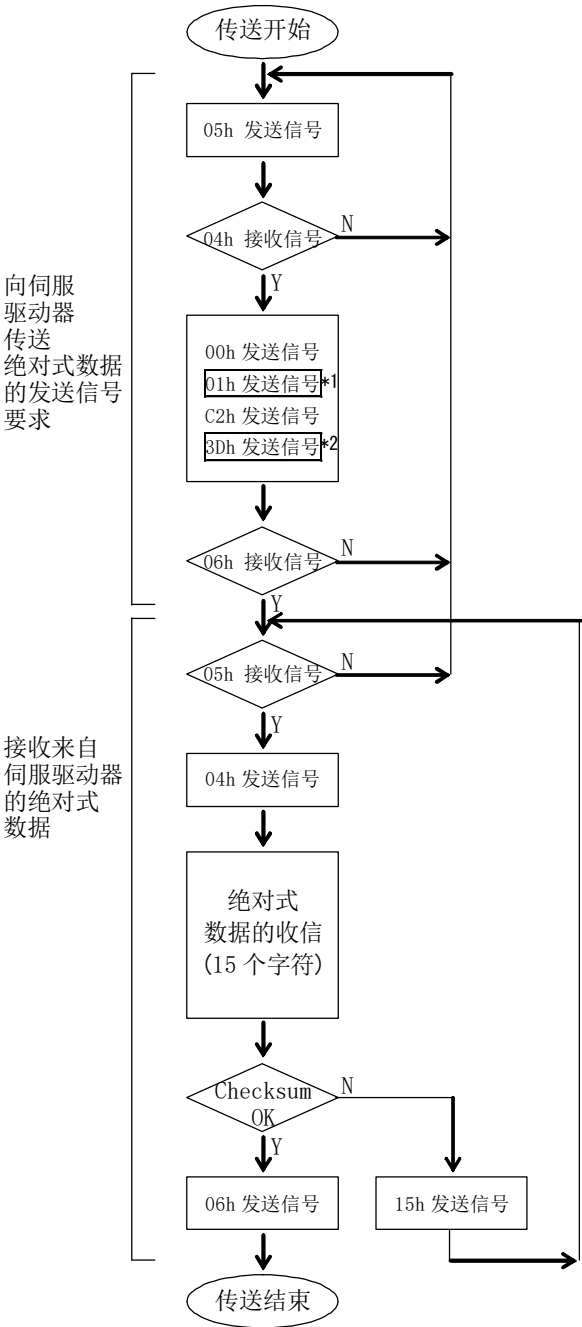 传送开始
05h 发送信号
04h 接收信号
N
Y
向伺服
驱动器
传送
绝对式数据
的发送信号
要求
00h 发送信号
01h 发送信号*1
C2h 发送信号
3Dh 发送信号*2
06h 接收信号
N
Y
05h 接收信号
N
Y
接收来自
伺服驱动器
的绝对式
数据
04h 发送信号
绝对式
数据的收信
(15 个字符)
Checksum
OK
N
Y
06h 发送信号
15h 发送信号
传送结束